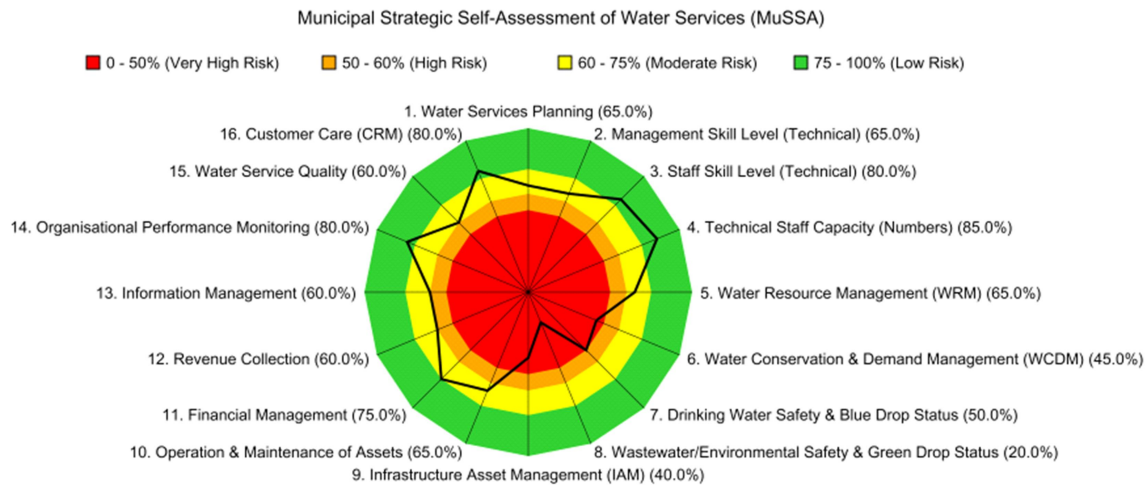 Municipal Strategic Self-Assessment of Water Services (MuSSA)
0 - 50% (Very High Risk)
50 - 60% (High Risk)
60 - 75% (Moderate Risk)
75 - 100% (Low Risk)
1. Water Services Planning (65.0%)
2. Management Skill Level (Technical) (65.0%)
3. Staff Skill Level (Technical) (80.0%)
4. Technical Staff Capacity (Numbers) (85.0%)
5. Water Resource Management (WRM) (65.0%)
6. Water Conservation & Demand Management (WCDM) (45.0%)
7. Drinking Water Safety & Blue Drop Status (50.0%)
8. Wastewater/Environmental Safety & Green Drop Status (20.0%)
9. Infrastructure Asset Management (IAM) (40.0%)
10. Operation & Maintenance of Assets (65.0%)
11. Financial Management (75.0%)
12. Revenue Collection (60.0%)
13. Information Management (60.0%)
14. Organisational Performance Monitoring (80.0%)
15. Water Service Quality (60.0%)
16. Customer Care (CRM) (80.0%)